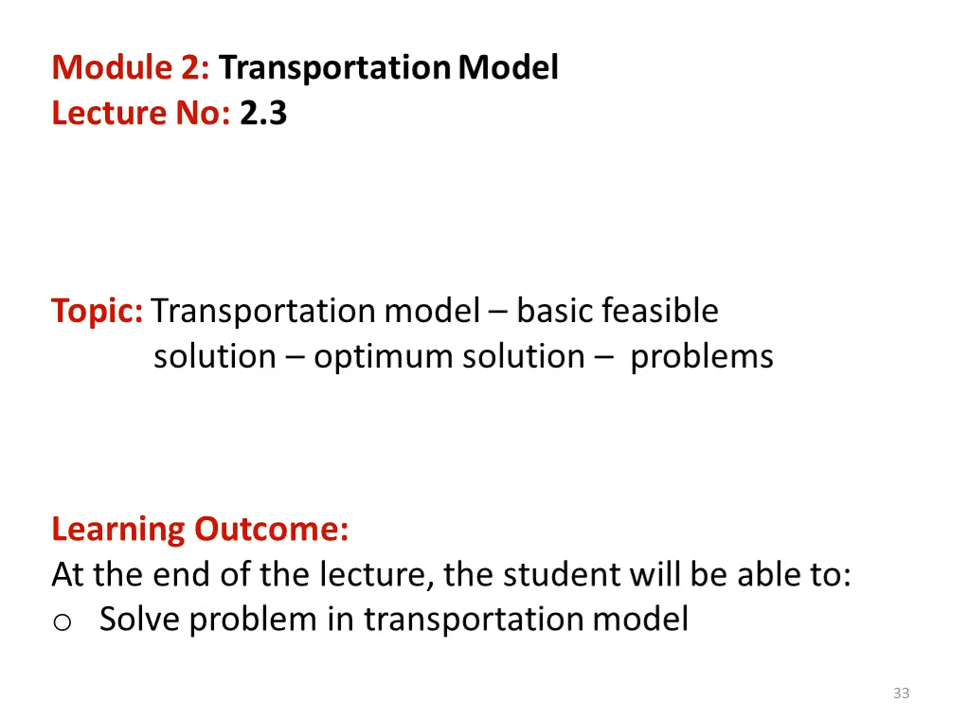 Module 2: Transportation Model
Lecture No: 2.3
Topic: Transportation model – basic feasible
solution – optimum solution – problems
Learning Outcome:
At the end of the lecture, the student will be able to:
o Solve problem in transportation model
33